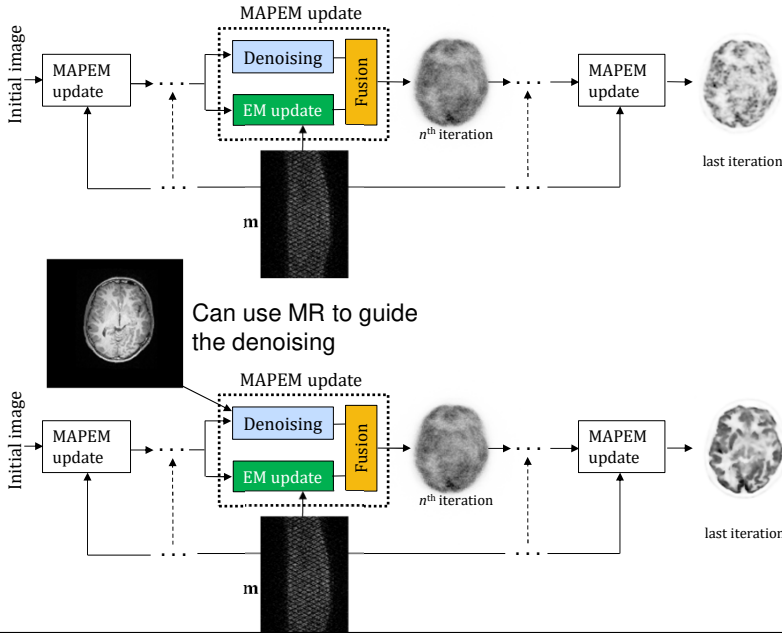 MAPEM update
Initial image
MAPEM
update
. . .
Denoising
EM update
Fusion
. . .
MAPEM
update
nth iteration
last iteration
. . .
m
. . .
Can use MR to guide
the denoising
MAPEM update
Initial image
MAPEM
update
. . .
Denoising
EM update
Fusion
. . .
MAPEM
update
nth iteration
last iteration
. . .
m
. . .